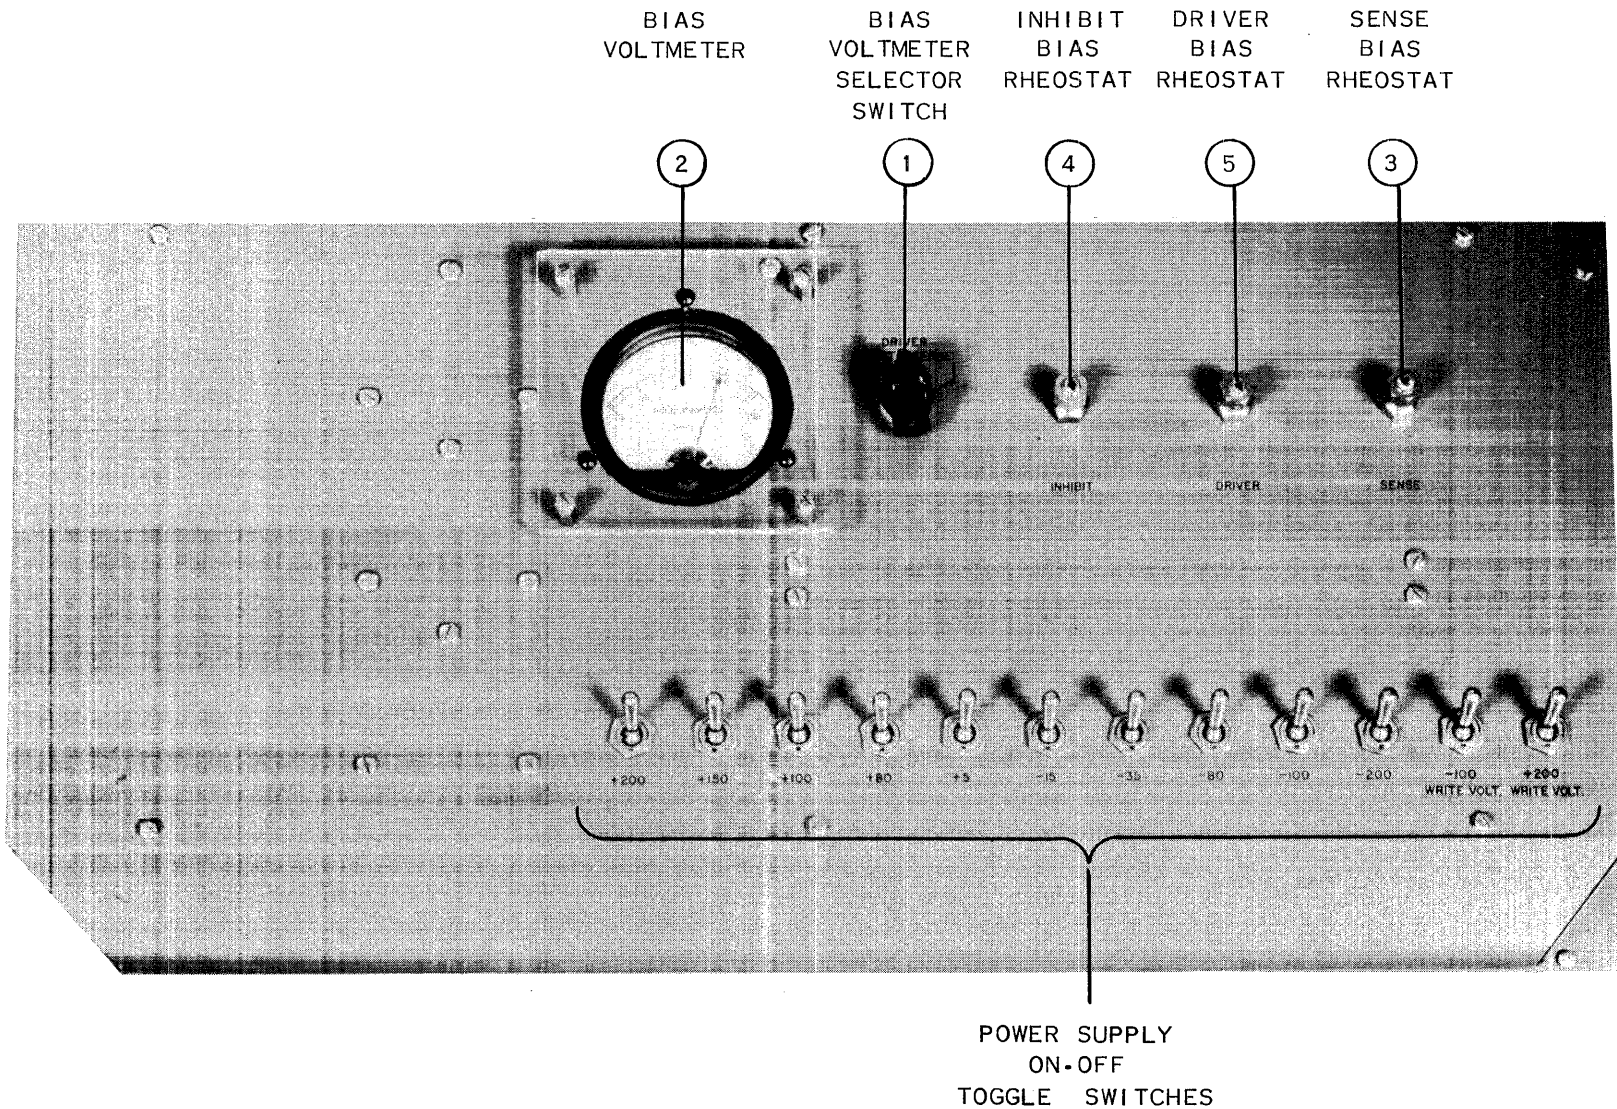 BIAS
VOLTMETER
BIAS
VOLTMETER
SELECTOR
SWITCH
INHIBIT
BIAS
RHEOSTAT
DRIVER
BIAS
RHEOSTAT
SENSE
BIAS
RHEOSTAT
2
1
4
5
3
DRIVER
INHIBIT
DRIVER
SENSE
+200
+150
+100
+80
+5
-15
-35
-80
-100
-200
-100
+200
WRITE VOLT.
WRITE VOLT.
POWER SUPPLY
ON-OFF
TOGGLE SWITCHES